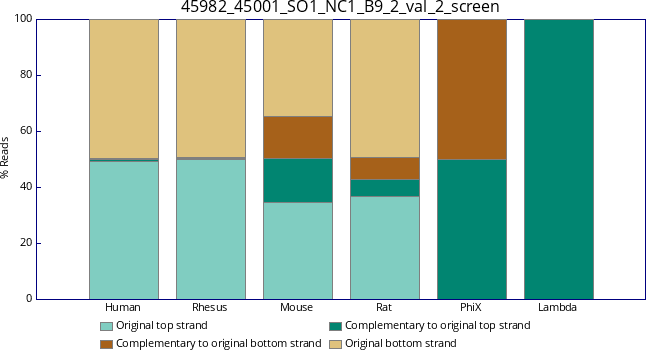 45982_45001_SO1_NC1_B9_2_val_2_screen
100
80
60
40
20
0
% Reads
Human Rhesus Mouse Rat PhiX Lambda
Original top strand Complementary to original top strand
Complementary to original bottom strand Original bottom strand